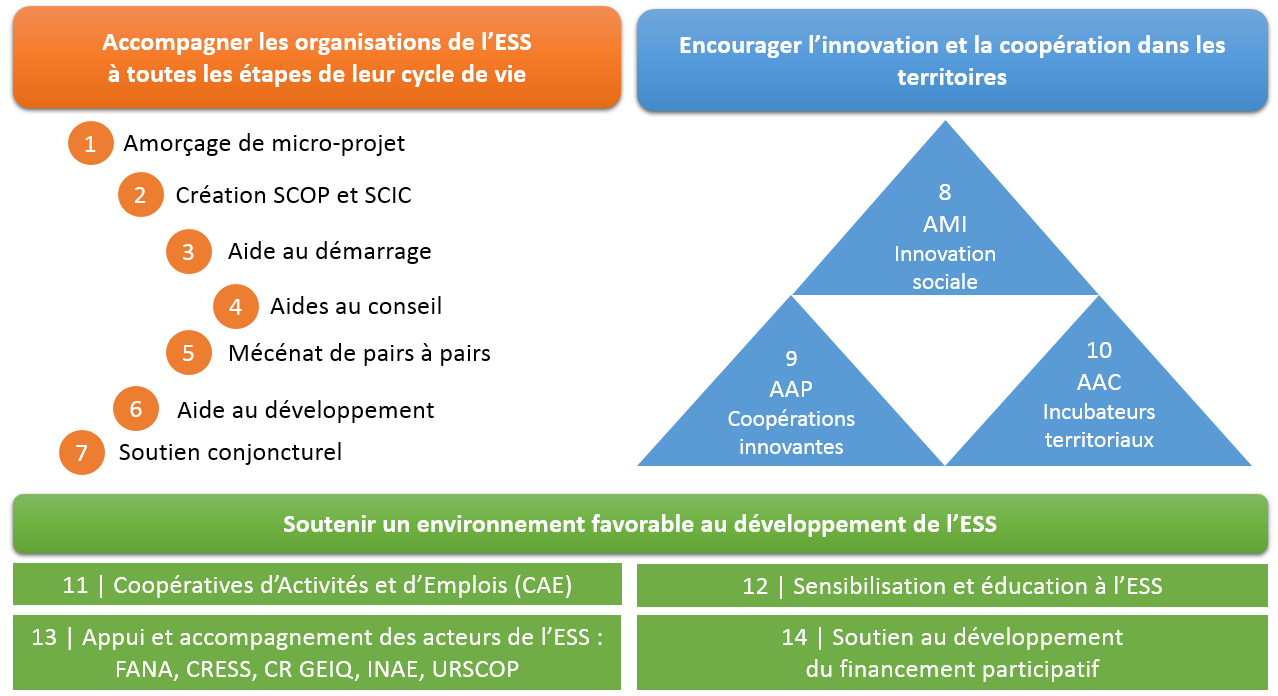 Accompagner les organisations de l’ESS
à toutes les étapes de leur cycle de vie
1 Amorçage de micro-projet
2 Création SCOP et SCIC
3 Aide au démarrage
4 Aides au conseil
5 Mécénat de pairs à pairs
6 Aide au développement
7 Soutien conjoncturel
Encourager l’innovation et la coopération dans les
territoires
8
AMI
Innovation
sociale
9
AAP
Coopérations
innovantes
10
AAC
Incubateurs
territoriaux
Soutenir un environnement favorable au développement de l’ESS
11 | Coopératives d’Activités et d’Emplois (CAE)
12 | Sensibilisation et éducation à l’ESS
13 | Appui et accompagnement des acteurs de l’ESS :
FANA, CRESS, CR GEIQ, INAE, URSCOP
14 | Soutien au développement
du financement participatif